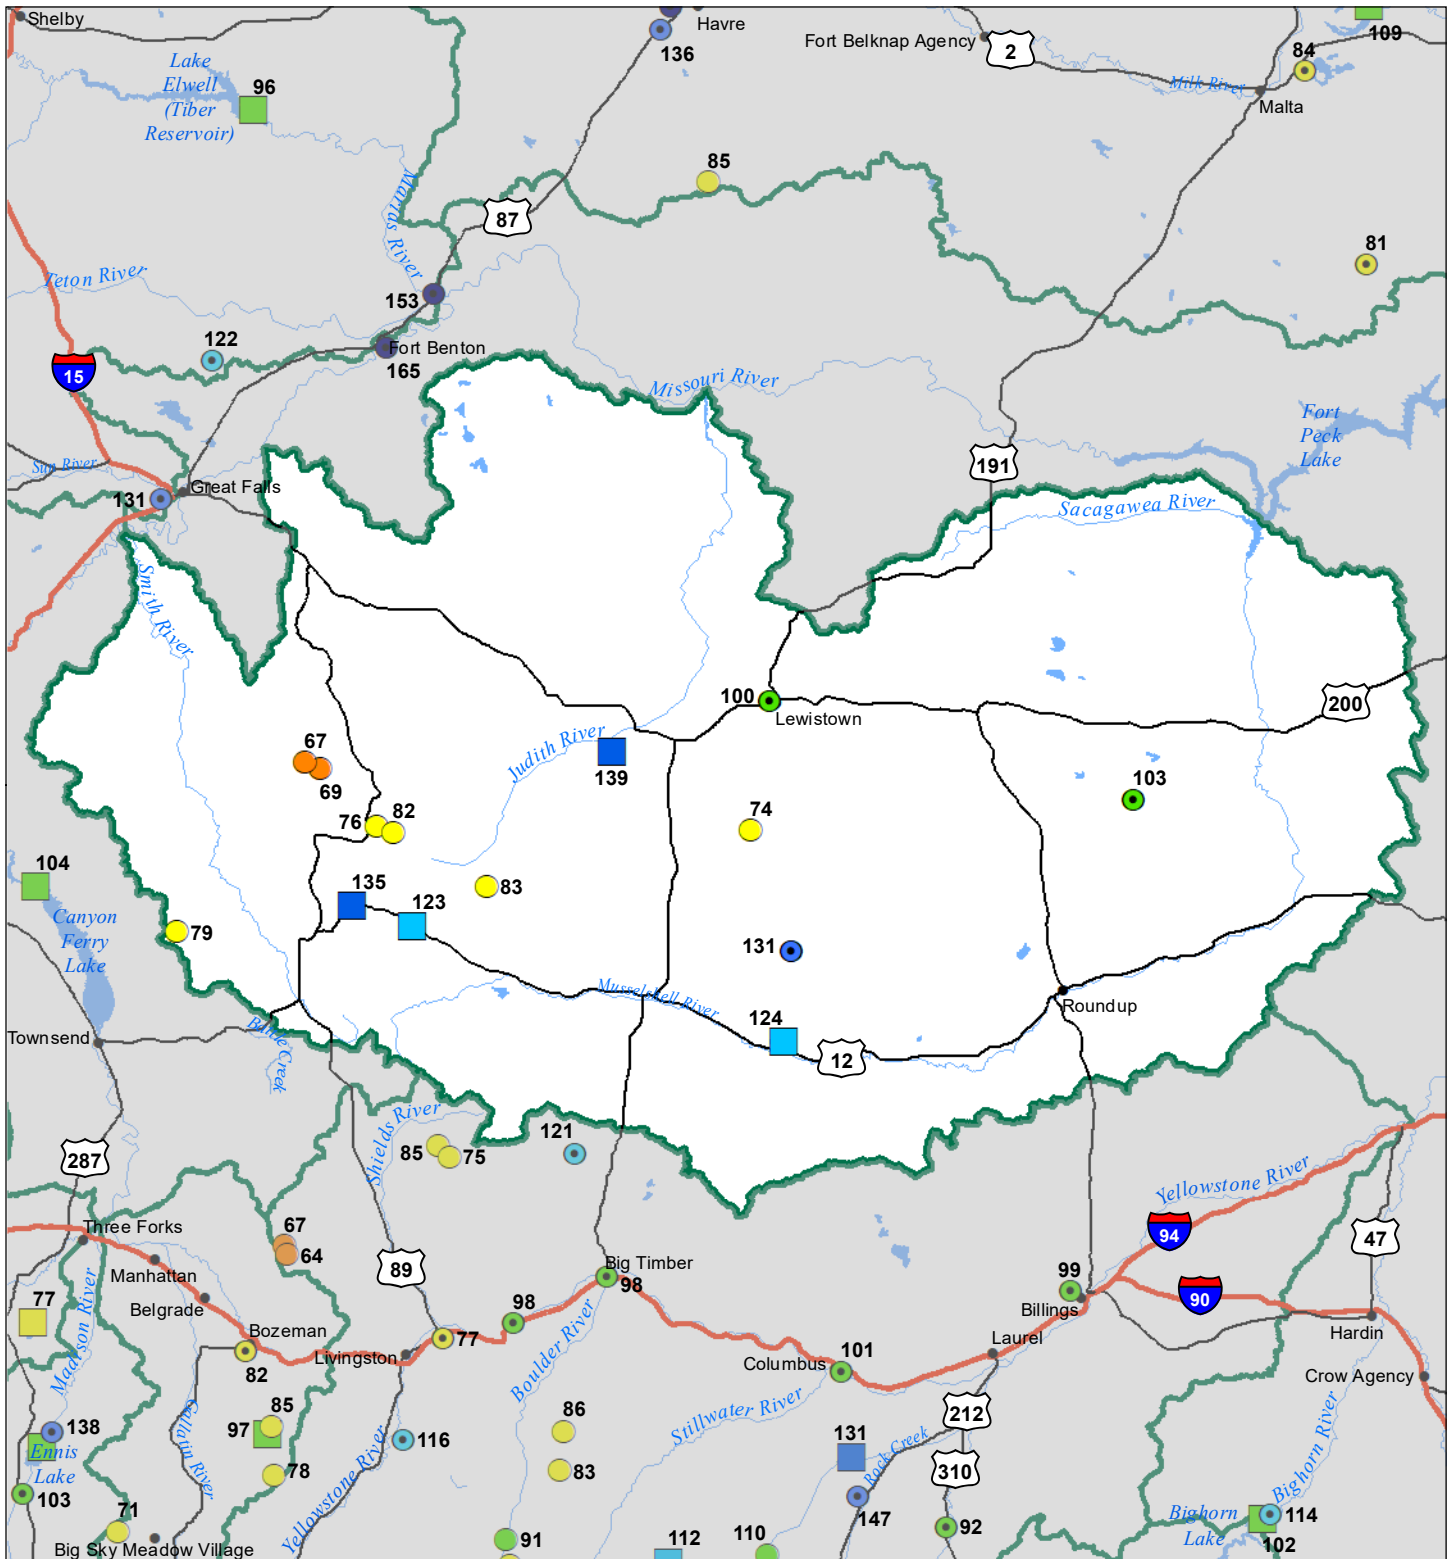 Shelby
Havre
136
Fort Belknap Agency
2
109
84
Lake
Elwell
(Tiber
Reservoir)
96
Milk River
Malta
85
Marias River
87
81
Teton River
153
122
Fort Benton
165
15
Missouri River
Fort
Peck
Lake
Sun River
191
131
Great Falls
Sacagawea River
Smith River
100
Lewistown
200
67
69
Judith River
139
103
76
82
74
104
135
83
123
Canyon
Ferry
Lake
79
131
Musselshell River
Roundup
124
12
Townsend
Battle Creek
Shields River
121
85
75
287
Yellowstone River
Three Forks
67
64
94
47
Manhattan
89
Big Timber
98
99
90
77
Belgrade
98
Billings
Madison River
Bozeman
77
Laurel
Hardin
Livingston
82
Boulder River
Columbus
101
Crow Agency
85
86
Stillwater River
212
138
97
116
131
Rock Creek
Ennis
Lake
Gallatin River
83
310
78
Yellowstone River
Bighorn River
103
71
147
92
Bighorn
Lake
114
102
91
112
110
Big Sky Meadow Village